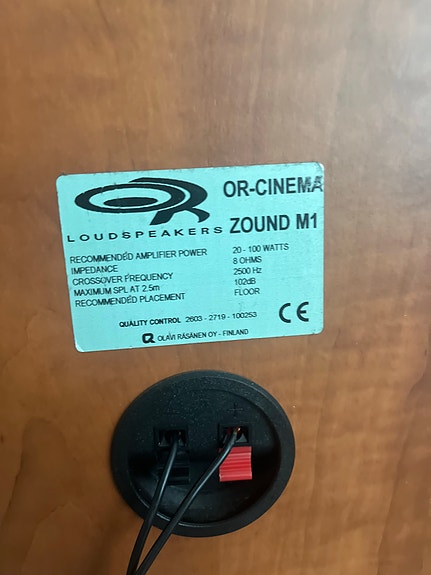 OR
LOUDSPEAKERS
OR-CINEMA
ZOUND M1
RECOMMENDED AMPLIFIER POWER 20 - 100 WATTS
IMPEDANCE 8 OHMS
CROSSOVER FREQUENCY 2500 Hz
MAXIMUM SPL AT 2.5m 102dB
RECOMMENDED PLACEMENT FLOOR
QUALITY CONTROL 2603 - 2719 - 100253
CE
OLAVI RÄSÄNEN OY - FINLAND
+